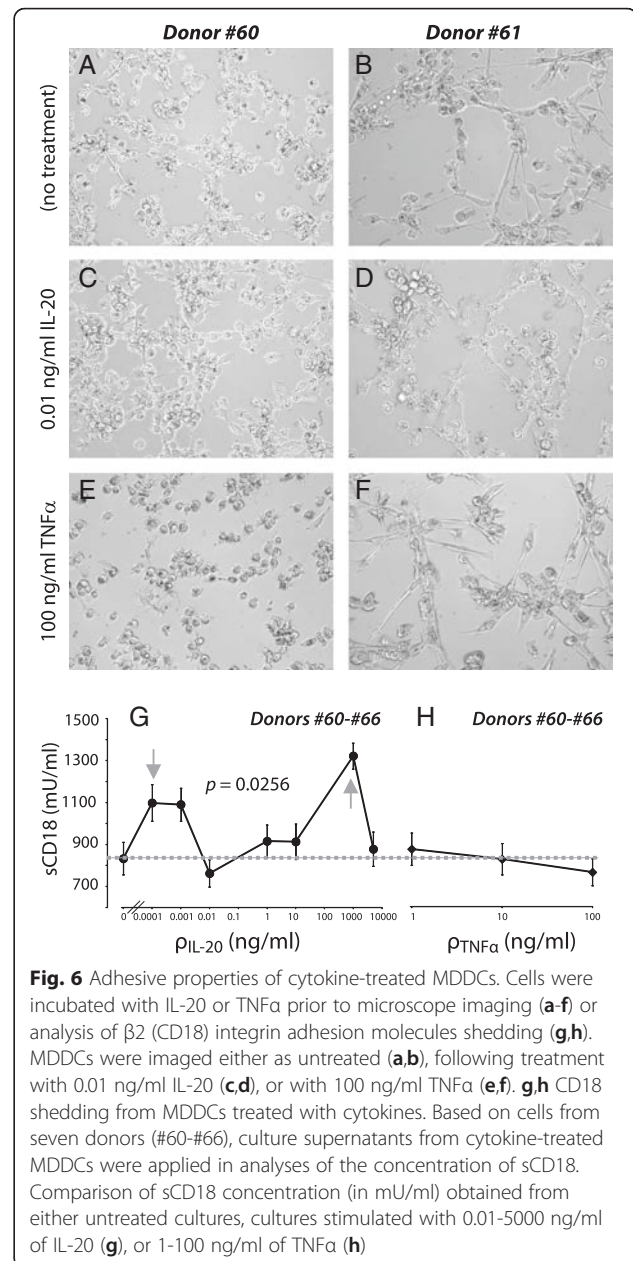 Donor #60
Donor #61
(no treatment)
A
B
0.01 ng/ml IL-20
C
D
100 ng/ml TNFα
E
F
G
Donors #60-#66
H
Donors #60-#66
sCD18 (mU/ml)
1500
1300
1100
900
700
p = 0.0256
0 0.0001 0.001 0.01 0.1 1 10 100 1000 10000
1 10 100
ρIL-20 (ng/ml)
ρTNFα (ng/ml)
Fig. 6 Adhesive properties of cytokine-treated MDDCs. Cells were
incubated with IL-20 or TNFα prior to microscope imaging (a-f) or
analysis of β2 (CD18) integrin adhesion molecules shedding (g,h).
MDDCs were imaged either as untreated (a,b), following treatment
with 0.01 ng/ml IL-20 (c,d), or with 100 ng/ml TNFα (e,f). g,h CD18
shedding from MDDCs treated with cytokines. Based on cells from
seven donors (#60-#66), culture supernatants from cytokine-treated
MDDCs were applied in analyses of the concentration of sCD18.
Comparison of sCD18 concentration (in mU/ml) obtained from
either untreated cultures, cultures stimulated with 0.01-5000 ng/ml
of IL-20 (g), or 1-100 ng/ml of TNFα (h)